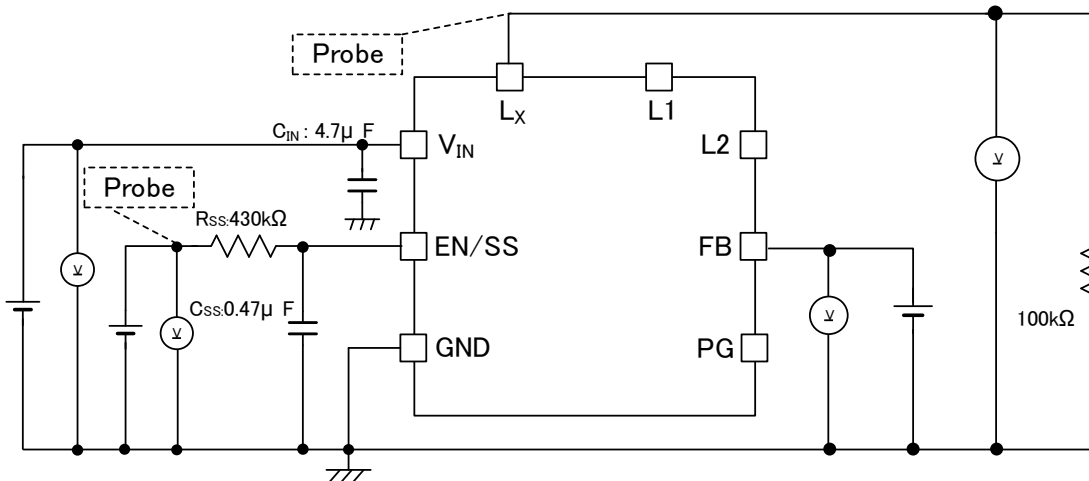 Probe
Lx
L1
CIN : 4.7μ F
VIN
L2
Probe
RSS:430kΩ
EN/SS
FB
V
V
CSS:0.47μ F
V
V
100kΩ
GND
PG